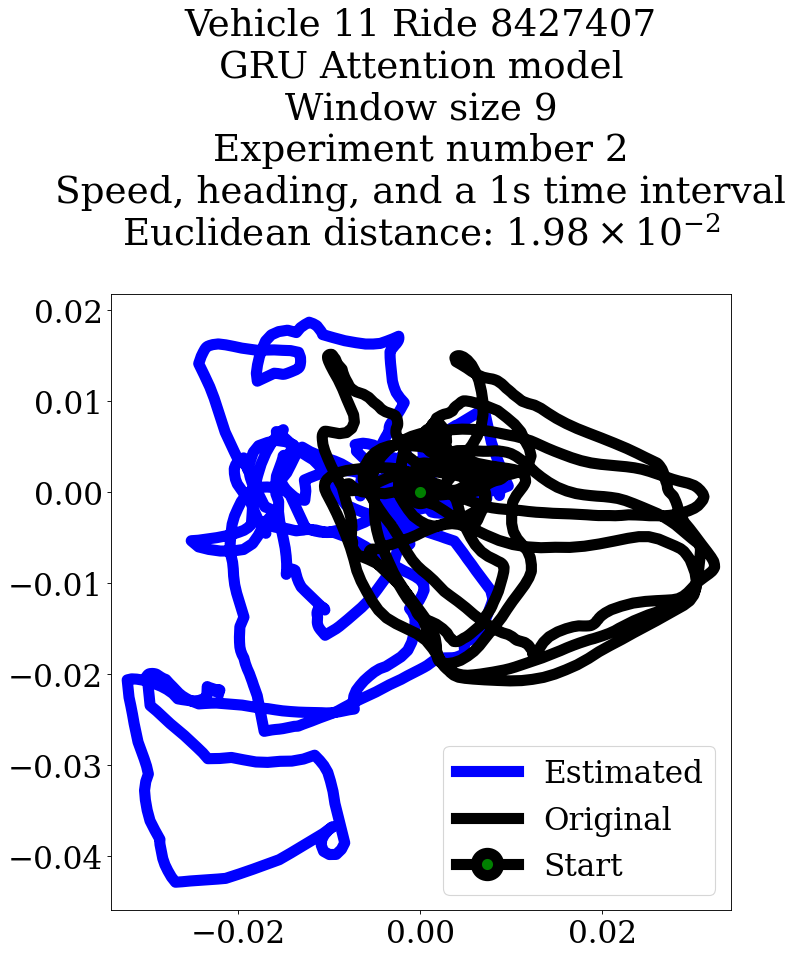 Vehicle 11 Ride 8427407
GRU Attention model
Window size 9
Experiment number 2
Speed, heading, and a 1s time interval
Euclidean distance: 1.98 × 10⁻²
0.02
0.01
0.00
−0.01
−0.02
−0.03
−0.04
Estimated
Original
Start
−0.02 0.00 0.02